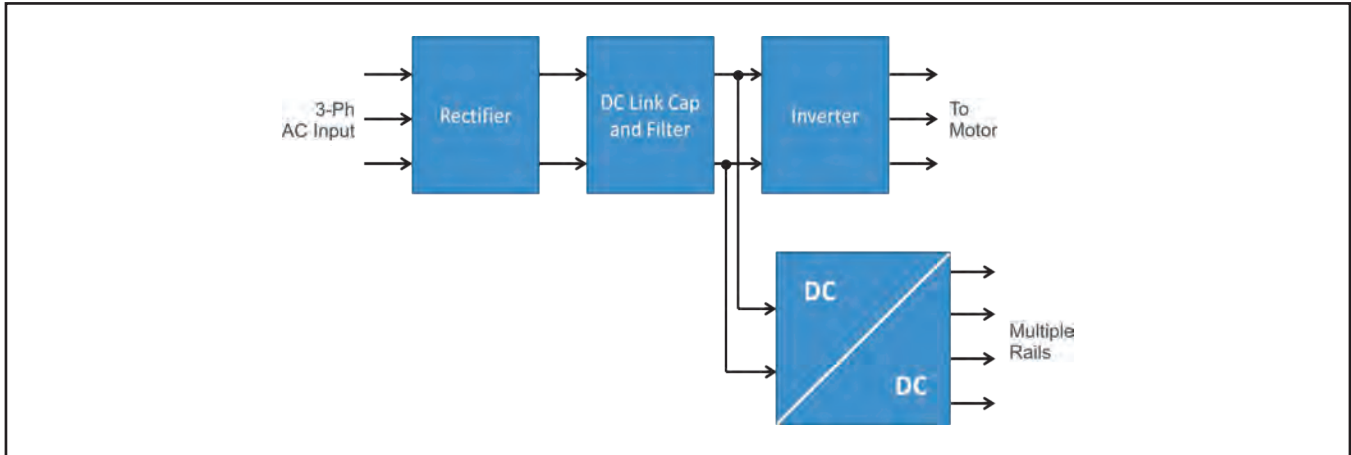 3-Ph
AC Input
Rectifier
DC Link Cap
and Filter
Inverter
To
Motor
DC
DC
Multiple
Rails